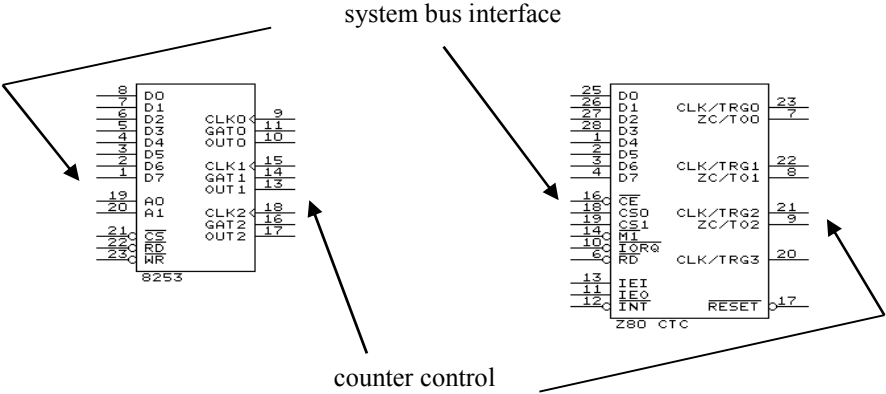 system bus interface
8 D0
7 D1
6 D2 CLK0 9
5 D3 GAT0 11
4 D4 OUT0 10
3 D5
2 D6 CLK1 15
1 D7 GAT1 14
OUT1 13
19 A0
20 A1 CLK2 18
GAT2 16
21 CS OUT2 17
22 RD
23 WR
8253
25 D0
26 D1 CLK/TRG0 23
27 D2 ZC/TO0 7
28 D3
1 D4
2 D5
3 D6 CLK/TRG1 22
4 D7 ZC/TO1 8
16 CE
18 CS0 CLK/TRG2 21
19 CS1 ZC/TO2 9
14 M1
10 IORQ
6 RD CLK/TRG3 20
13 IEI
11 IEO
12 INT RESET 17
Z80 CTC
counter control